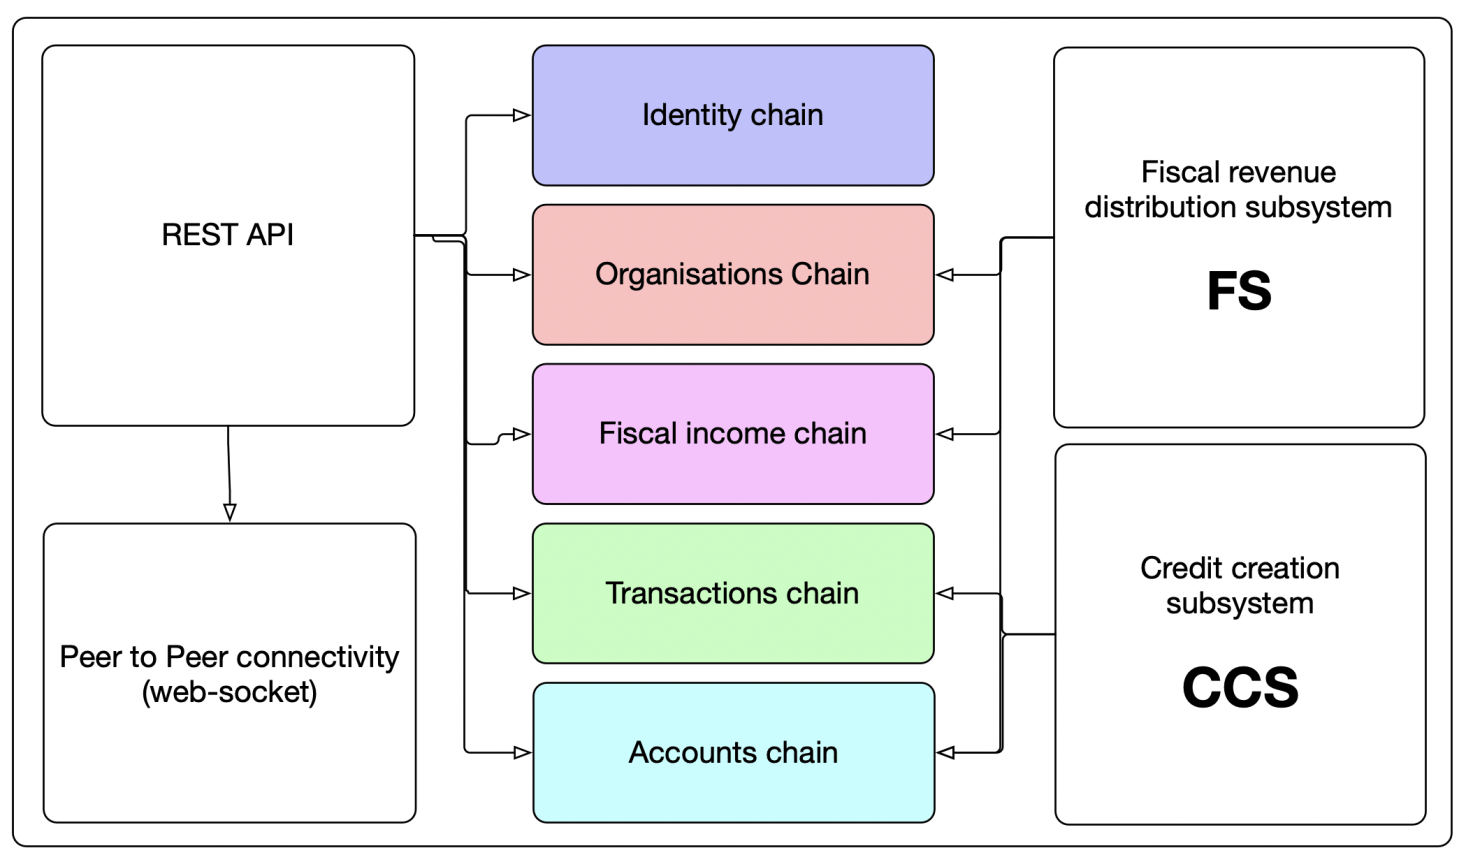 REST API
Peer to Peer connectivity
(web-socket)
Identity chain
Organisations Chain
Fiscal income chain
Transactions chain
Accounts chain
Fiscal revenue
distribution subsystem
FS
Credit creation
subsystem
CCS